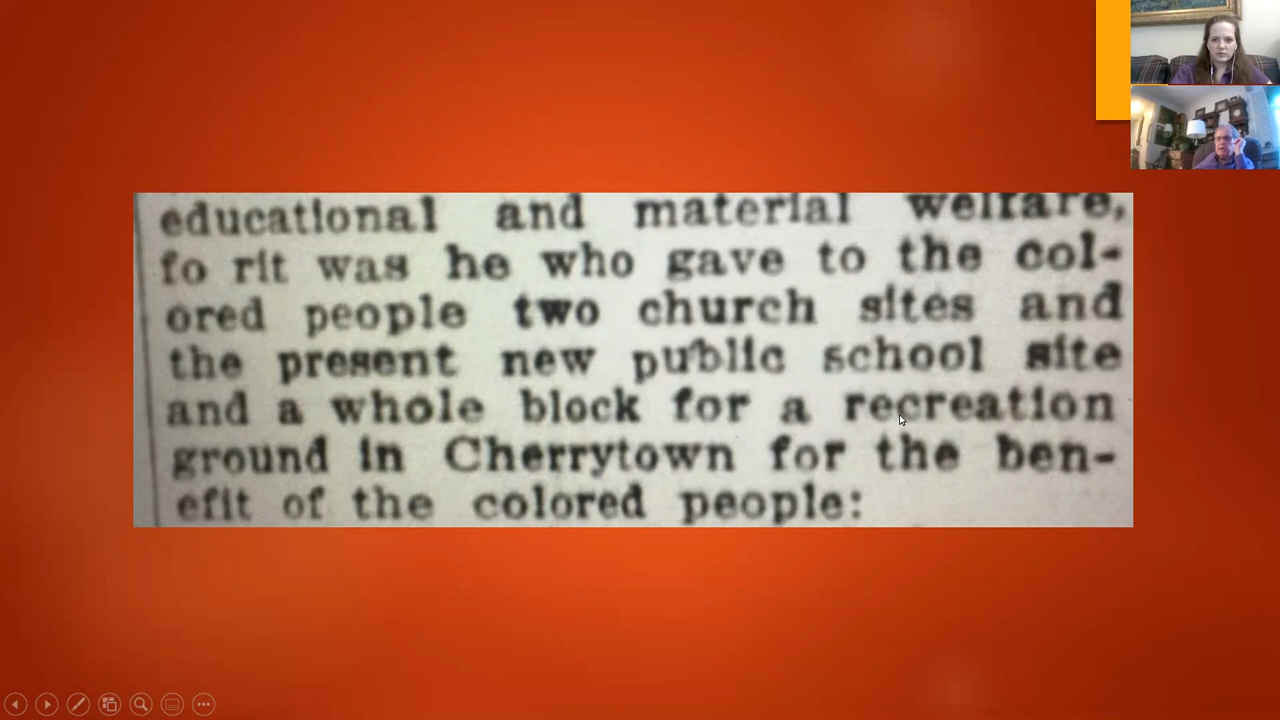 educational and material welfare,
fo rit was he who gave to the col-
ored people two church sites and
the present new public school site
and a whole block for a recreation
ground in Cherrytown for the ben-
efit of the colored people: